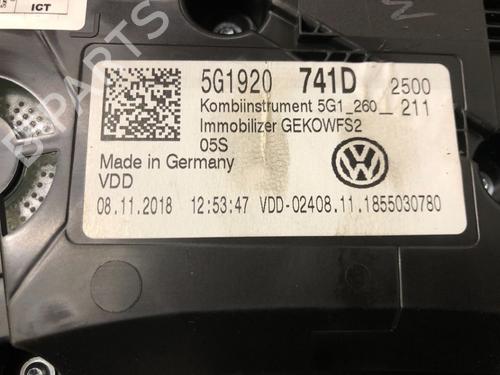 ICT
5G1920 741D 2500
Kombiinstrument 5G1_260__211
Immobilizer GEKOWFS2
05S
Made in Germany
VDD
08.11.2018 12:53:47 VDD-02408.11.1855030780
B-PARTS